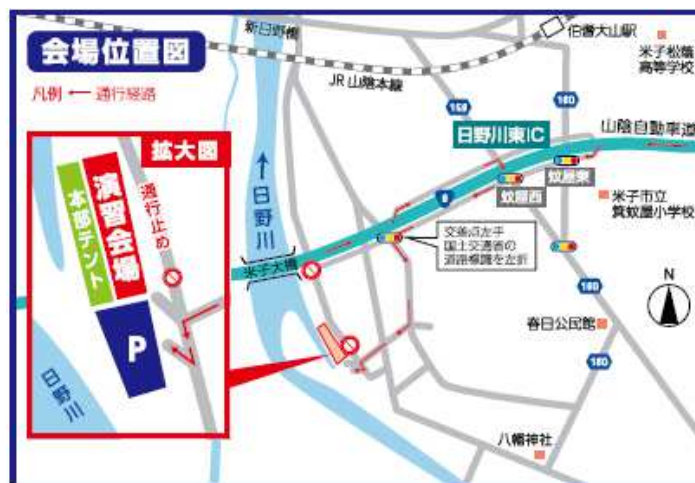 会場位置図
凡例 ← 通行経路
新日野橋
JR 山陰本線
伯耆大山駅
米子松蔭
高等学校
180
山陰自動車道
日野川東IC
蚊屋東
蚊屋西
9
米子市立
箕蚊屋小学校
拡大図
本部テント
演習会場
通行止め
P
日野川
日野川
米子大橋
交差点左手
国土交通省の
道路標識を左折
180
N
春日公民館
180
八幡神社